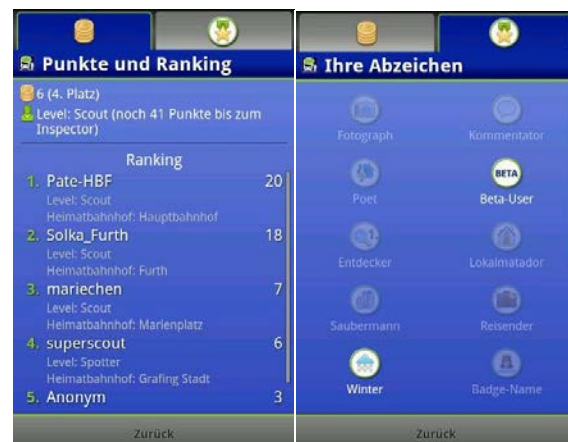 Punkte und Ranking
6 (4. Platz)
Level: Scout (noch 41 Punkte bis zum
Inspector)
Ranking
1. Pate-HBF 20
Level: Scout
Heimatbahnhof: Hauptbahnhof
2. Solka_Furth 18
Level: Scout
Heimatbahnhof: Furth
3. mariechen 7
Level: Scout
Heimatbahnhof: Marienplatz
4. superscout 6
Level: Spotter
Heimatbahnhof: Grafing Stadt
5. Anonym 3
Zurück
Ihre Abzeichen
Fotograph
Kommentator
Poet
BETA
Beta-User
Entdecker
Lokalmatador
Saubermann
Reisender
Winter
Badge-Name
Zurück